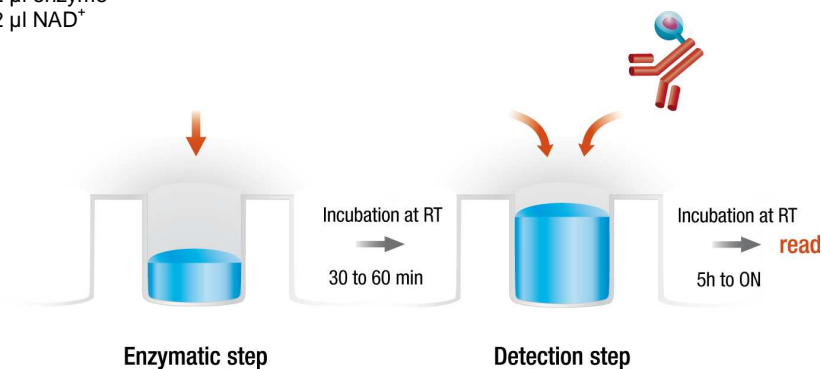 2 µl NAD⁺
Incubation at RT
30 to 60 min
Incubation at RT
read
5h to ON
Enzymatic step
Detection step